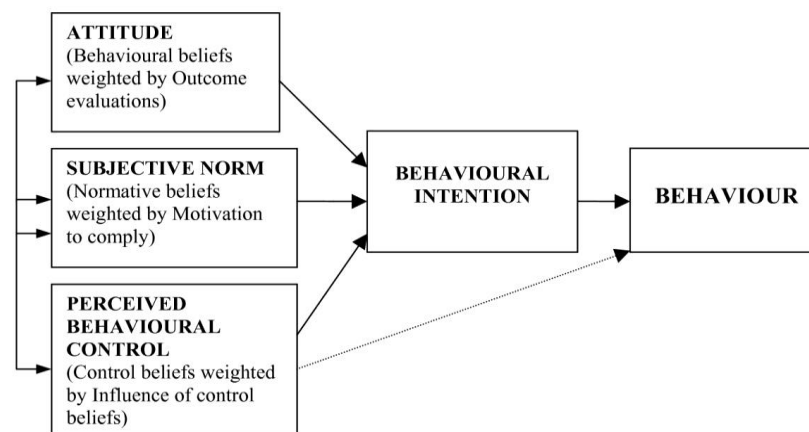 ATTITUDE
(Behavioural beliefs
weighted by Outcome
evaluations)
SUBJECTIVE NORM
(Normative beliefs
weighted by Motivation
to comply)
PERCEIVED
BEHAVIOURAL
CONTROL
(Control beliefs weighted
by Influence of control
beliefs)
BEHAVIOURAL
INTENTION
BEHAVIOUR